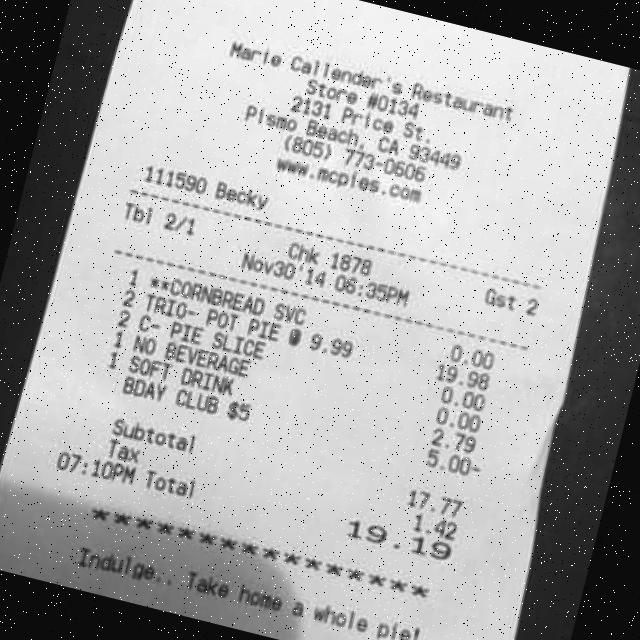 Marie Callender's Restaurant
Store #0134
2131 Price St.
Pismo Beach, CA 93449
(805) 773-0606
www.mcpies.com
111590 Becky
Tbl 2/1 Chk 1878 Gst 2
Nov30'14 06:35PM
1 **CORNBREAD SVC 0.00
2 TRIO- POT PIE @ 9.99 19.98
2 C- PIE SLICE 0.00
1 NO BEVERAGE 0.00
1 SOFT DRINK 2.79
BDAY CLUB $5 5.00-
Subtotal 17.77
Tax 1.42
07:10PM Total 19.19
****************
Indulge.. Take home a whole pie!